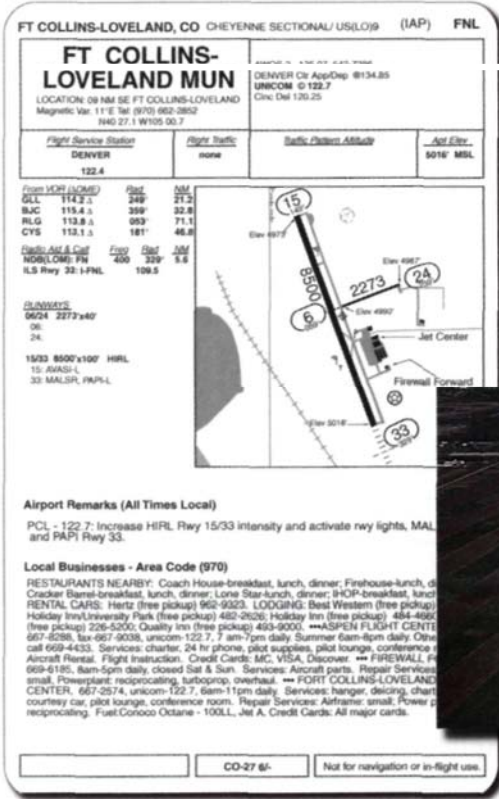 FT COLLINS-LOVELAND, CO CHEYENNE SECTIONAL/ US(LO)9 (IAP) FNL
FT COLLINS-
LOVELAND MUN
LOCATION: 09 NM SE FT COLLINS-LOVELAND
Magnetic Var. 11°E Tel: (970) 662-2852
N40 27.1 W105 00.7
DENVER Ctr App/Dep @134.85
UNICOM © 122.7
Cinc Del 120.25
Flight Service Station
DENVER
122.4
Right Traffic
none
Traffic Pattern Altitude
Apt Elev
5016' MSL
From VOR (ΔDME) Rad NM
GLL 114.2 Δ 249° 21.2
BJC 115.4 Δ 359° 32.8
RLG 113.8 Δ 053° 71.1
CYS 113.1 Δ 181° 46.8
Radio Aid & Call Freq Rad NM
NDB(LOM): FN 400 329° 5.6
ILS Rwy 33: I-FNL 109.5
RUNWAYS
06/24 2273'x40'
06:
24:
15/33 8500'x100' HIRL
15: AVASI-L
33: MALSR, PAPI-L
15
Elev 4977'
8500
2273
Elev 4987'
24
6
Elev 4990'
Jet Center
Firewall Forward
Elev 5016'
33
Airport Remarks (All Times Local)
PCL - 122.7: Increase HIRL Rwy 15/33 intensity and activate rwy lights, MAL
and PAPI Rwy 33.
Local Businesses - Area Code (970)
RESTAURANTS NEARBY: Coach House-breakfast, lunch, dinner; Firehouse-lunch, d
Cracker Barrel-breakfast, lunch, dinner; Lone Star-lunch, dinner; IHOP-breakfast, lunch
RENTAL CARS: Hertz (free pickup) 962-9323. LODGING: Best Western (free pickup)
Holiday Inn/University Park (free pickup) 482-2626; Holiday Inn (free pickup) 484-4660
(free pickup) 226-5200; Quality Inn (free pickup) 493-9000. •••ASPEN FLIGHT CENTE
667-8288, fax-667-9038, unicom-122.7, 7 am-7pm daily. Summer 6am-8pm daily. Othe
call 669-4433. Services: charter, 24 hr phone, pilot supplies, pilot lounge, conference
Aircraft Rental. Flight Instruction. Credit Cards: MC, VISA, Discover. ••• FIREWALL FO
669-6185, 8am-5pm daily, closed Sat & Sun. Services: Aircraft parts. Repair Services
small, Powerplant: reciprocating, turboprop, overhaul. ••• FORT COLLINS-LOVELAND
CENTER, 667-2574, unicom-122.7, 6am-11pm daily. Services: hanger, deicing, chart
courtesy car, pilot lounge, conference room. Repair Services: Airframe: small; Power p
reciprocating. Fuel:Conoco Octane - 100LL, Jet A. Credit Cards: All major cards.
CO-27 6/-
Not for navigation or in-flight use.